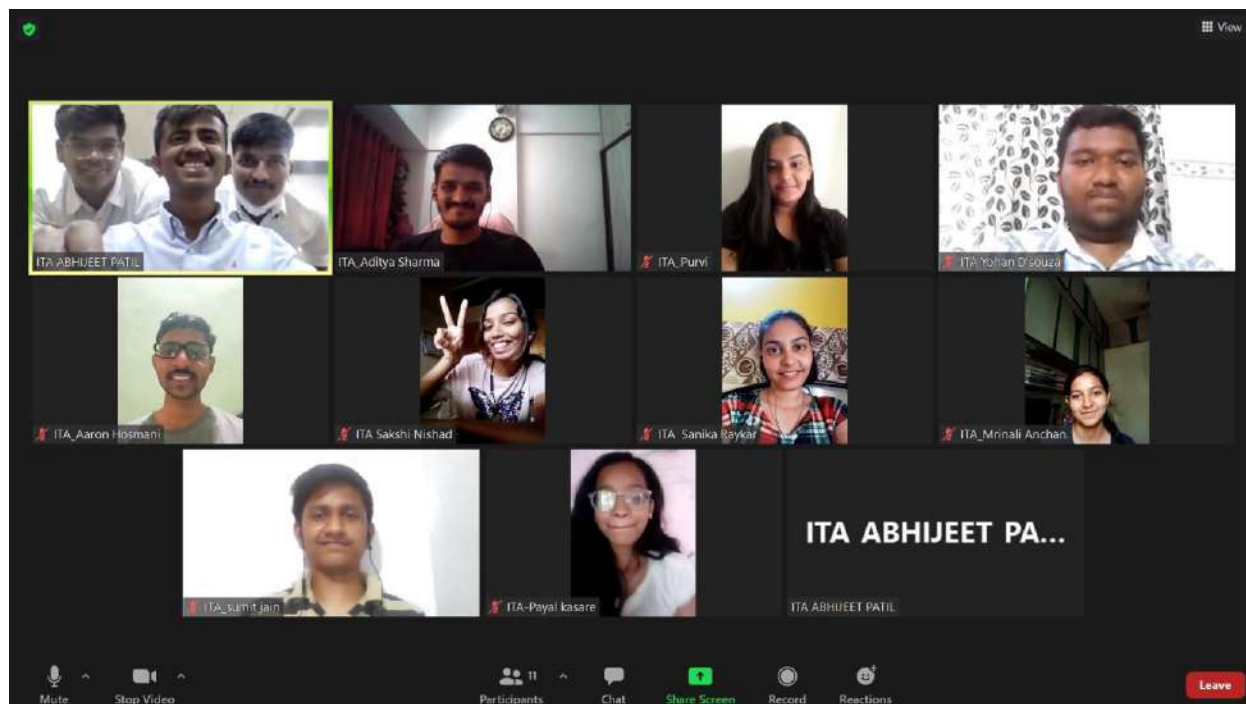 View
ITA ABHIJEET PATIL
ITA_Aditya Sharma
ITA_Purvi
ITA Yohan D'souza
ITA_Aaron Hosmani
ITA Sakshi Nishad
ITA Sanika Raykar
ITA_Mrinali Anchan
ITA_sumit jain
ITA-Payal kasare
ITA ABHIJEET PA...
ITA ABHIJEET PATIL
Mute
Stop Video
11
Participants
Chat
Share Screen
Record
Reactions
Leave